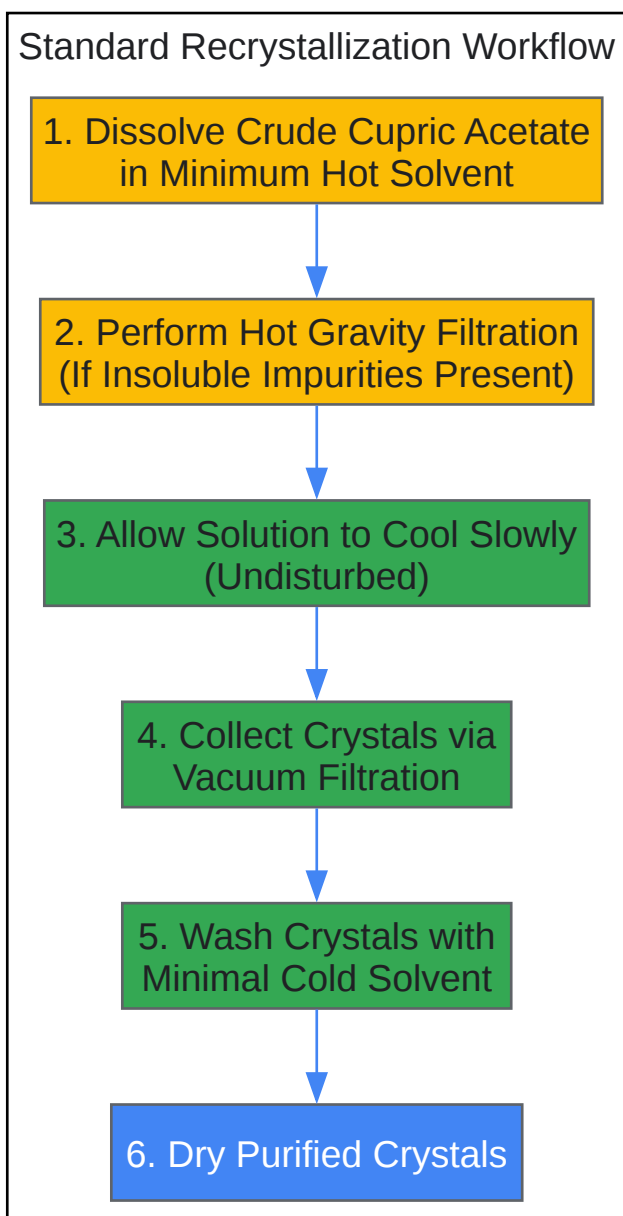 Standard Recrystallization Workflow
1. Dissolve Crude Cupric Acetate
in Minimum Hot Solvent
2. Perform Hot Gravity Filtration
(If Insoluble Impurities Present)
3. Allow Solution to Cool Slowly
(Undisturbed)
4. Collect Crystals via
Vacuum Filtration
5. Wash Crystals with
Minimal Cold Solvent
6. Dry Purified Crystals